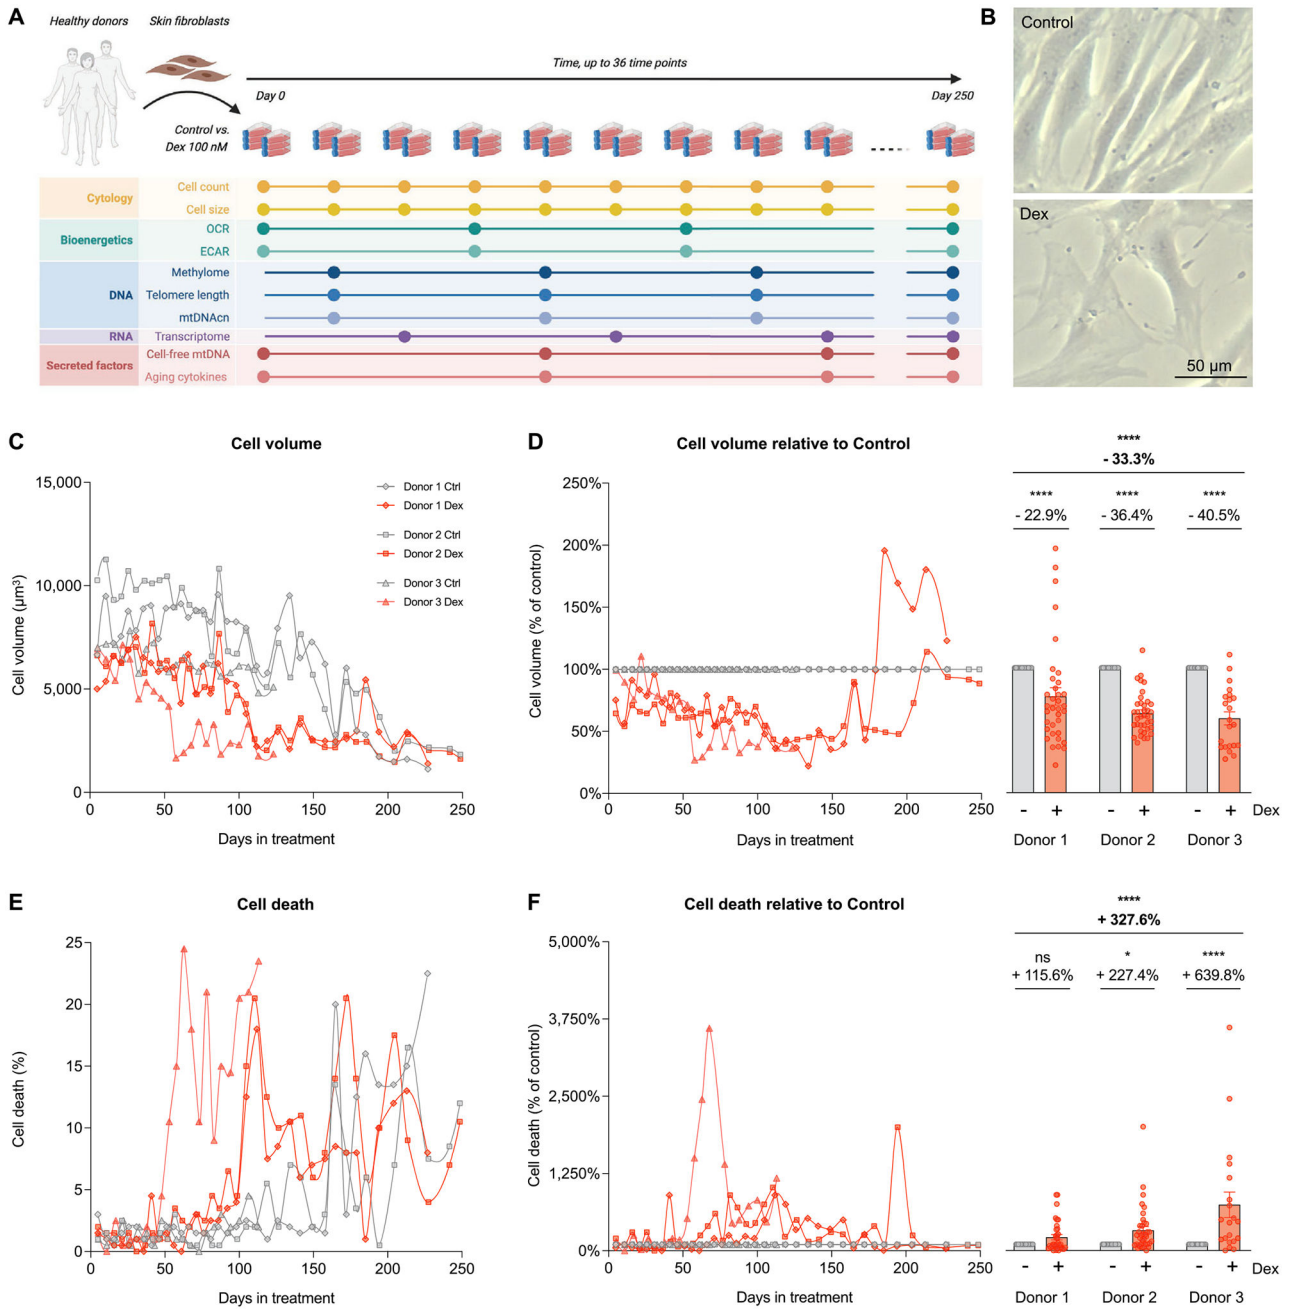 A
Healthy donors
Skin fibroblasts
Time, up to 36 time points
Day 0
Day 250
Control vs.
Dex 100 nM
Cytology
Cell count
Cell size
Bioenergetics
OCR
ECAR
DNA
Methylome
Telomere length
mtDNAcn
RNA
Transcriptome
Secreted factors
Cell-free mtDNA
Aging cytokines
B
Control
Dex
50 µm
C
Cell volume
Cell volume (µm³)
15,000
10,000
5,000
0
0 50 100 150 200 250
Days in treatment
Donor 1 Ctrl
Donor 1 Dex
Donor 2 Ctrl
Donor 2 Dex
Donor 3 Ctrl
Donor 3 Dex
D
Cell volume relative to Control
Cell volume (% of control)
250%
200%
150%
100%
50%
0%
0 50 100 150 200 250
Days in treatment
****
- 33.3%
**** **** ****
- 22.9% - 36.4% - 40.5%
- + - + - + Dex
Donor 1 Donor 2 Donor 3
E
Cell death
Cell death (%)
25
20
15
10
5
0
0 50 100 150 200 250
Days in treatment
F
Cell death relative to Control
Cell death (% of control)
5,000%
3,750%
2,500%
1,250%
0%
0 50 100 150 200 250
Days in treatment
****
+ 327.6%
ns * ****
+ 115.6% + 227.4% + 639.8%
- + - + - + Dex
Donor 1 Donor 2 Donor 3